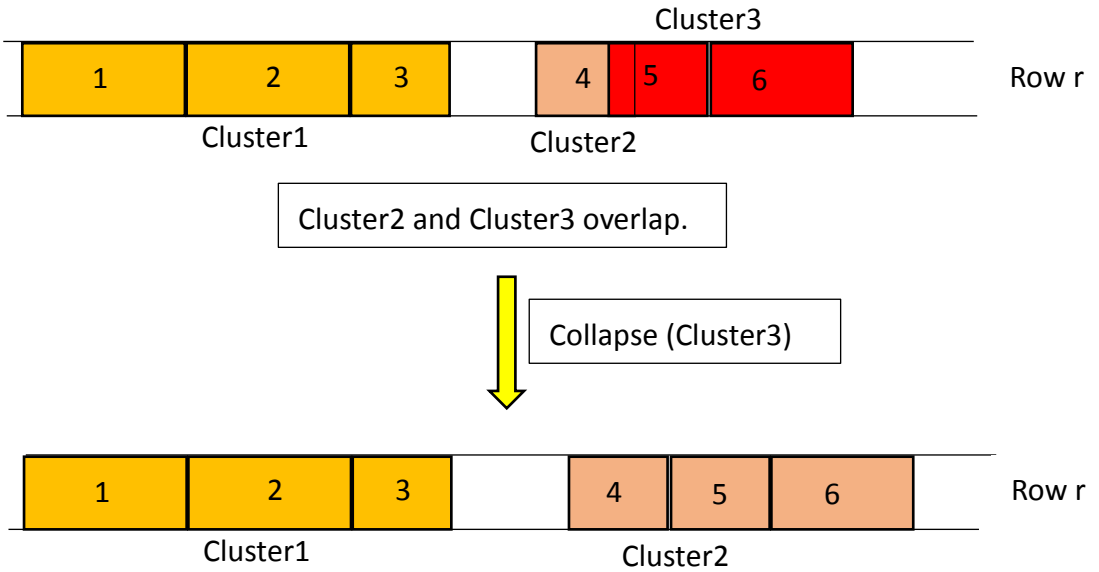 Cluster3
1 2 3 4 5 6 Row r
Cluster1 Cluster2
Cluster2 and Cluster3 overlap.
Collapse (Cluster3)
1 2 3 4 5 6 Row r
Cluster1 Cluster2